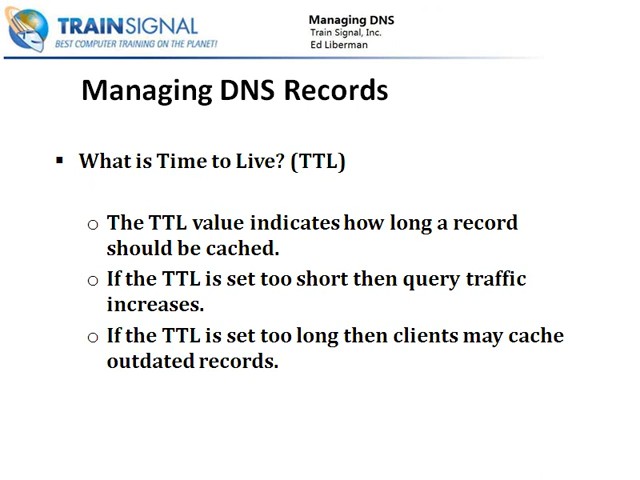 TRAINSIGNAL
BEST COMPUTER TRAINING ON THE PLANET!
Managing DNS
Train Signal, Inc.
Ed Liberman
Managing DNS Records
▪ What is Time to Live? (TTL)
o The TTL value indicates how long a record
should be cached.
o If the TTL is set too short then query traffic
increases.
o If the TTL is set too long then clients may cache
outdated records.